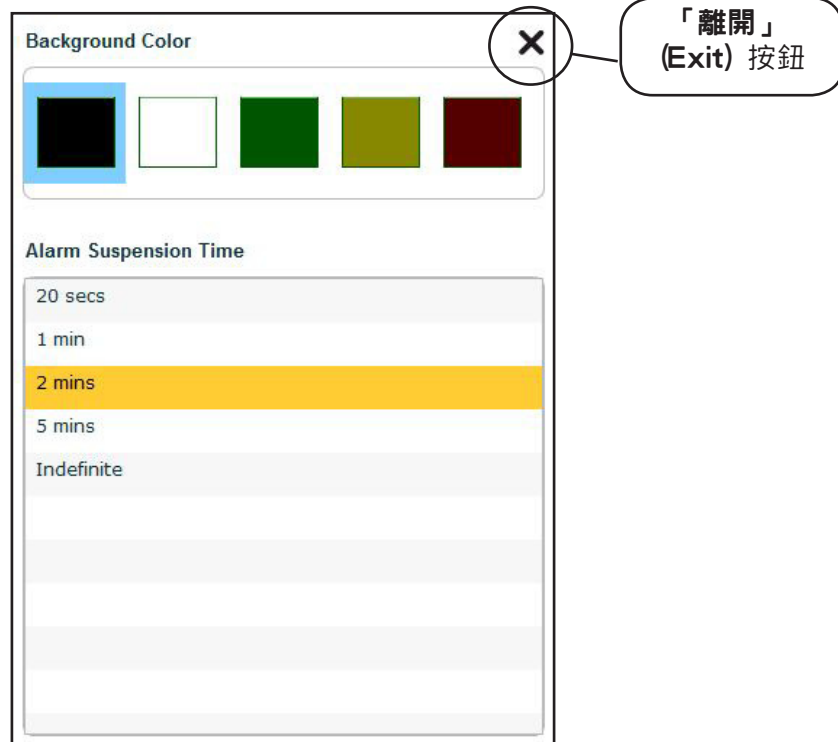 Background Color
「離開」
(Exit) 按鈕
Alarm Suspension Time
20 secs
1 min
2 mins
5 mins
Indefinite